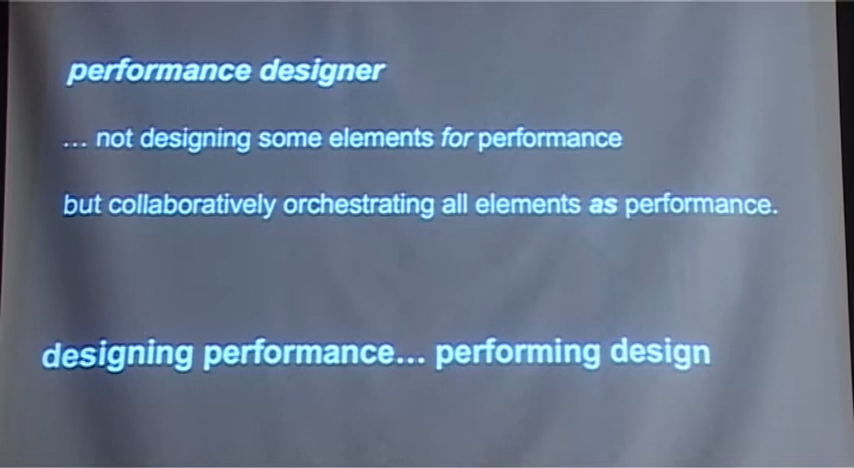 performance designer
... not designing some elements for performance
but collaboratively orchestrating all elements as performance.
designing performance... performing design